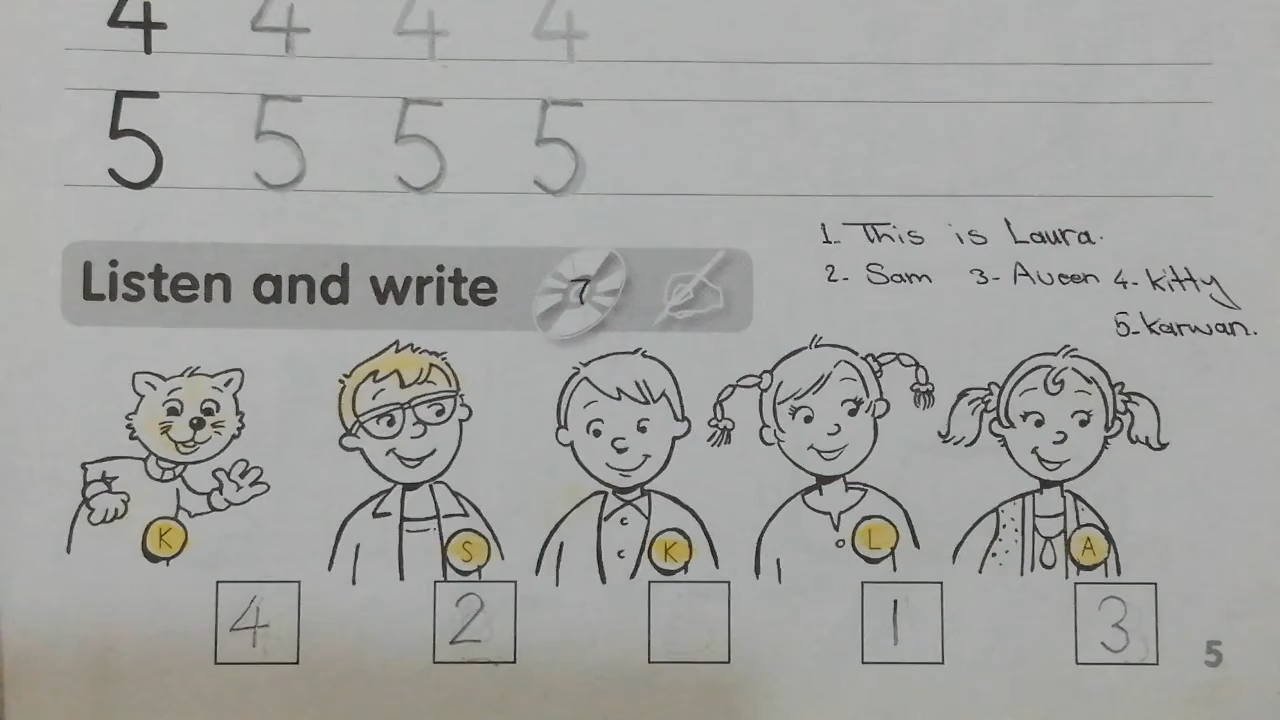 4 4 4 4
5 5 5 5
1. This is Laura.
Listen and write 7
2- Sam 3- Aveen 4- Kitty
5- Karwan.
K S K L A
4 2 1 3
5